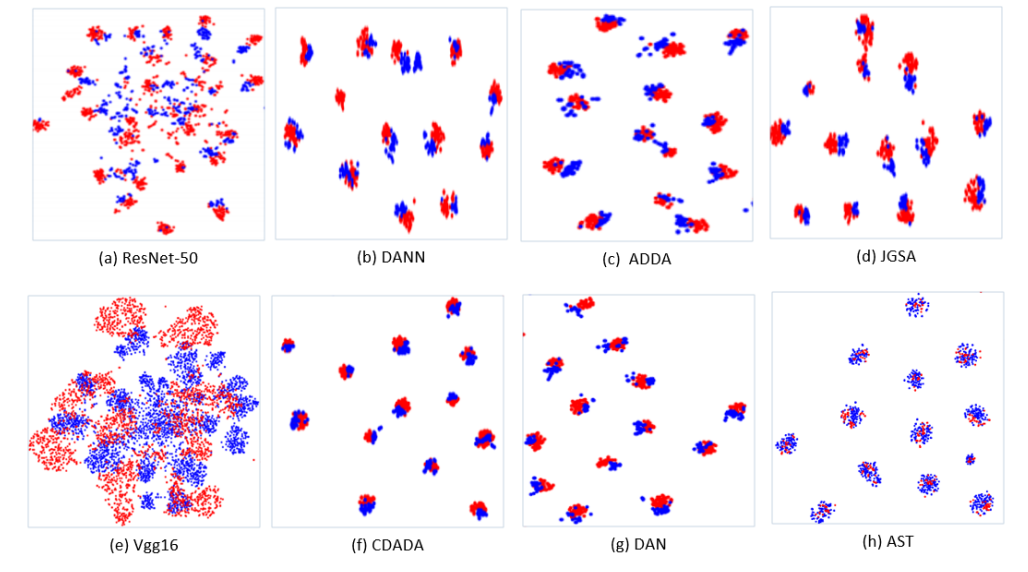 (a) ResNet-50
(b) DANN
(c) ADDA
(d) JGSA
(e) Vgg16
(f) CDADA
(g) DAN
(h) AST